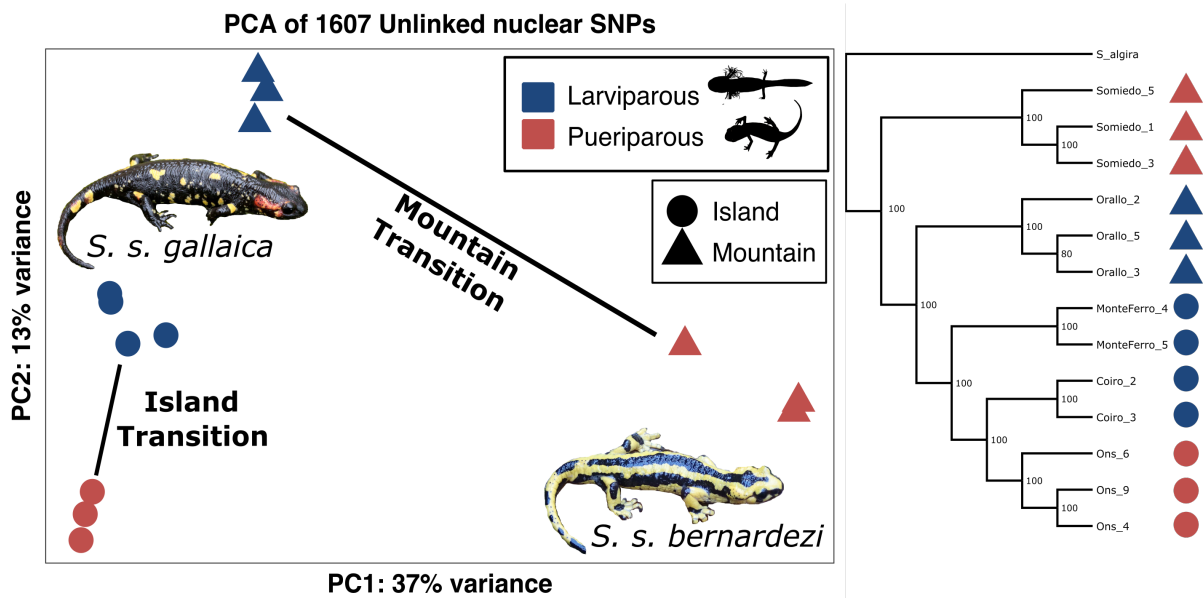 PCA of 1607 Unlinked nuclear SNPs
PC2: 13% variance
PC1: 37% variance
Larviparous
Pueriparous
Island
Mountain
S. s. gallaica
Mountain
Transition
Island
Transition
S. s. bernardezi
S_algira
Somiedo_5
100
Somiedo_1
100
Somiedo_3
100
Orallo_2
100
Orallo_5
80
Orallo_3
100
MonteFerro_4
100
MonteFerro_5
100
Coiro_2
100
Coiro_3
100
Ons_6
100
Ons_9
100
Ons_4